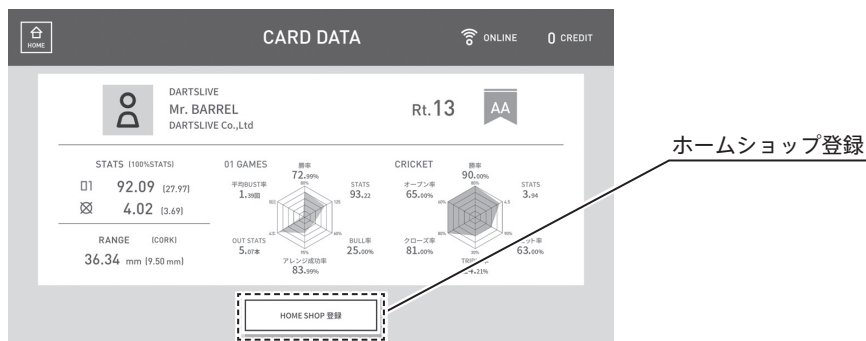 HOME
CARD DATA
ONLINE
0 CREDIT
DARTSLIVE
Mr. BARREL
DARTSLIVE Co.,Ltd
Rt.13
AA
ホームショップ登録
STATS (100%STATS)
01 92.09 (27.97)
4.02 (3.69)
RANGE (CORK)
36.34 mm (9.50 mm)
01 GAMES
勝率
72.99%
80%
平均BUST率
1.39回
STATS
93.22
OUT STATS
5.07本
BULL率
25.00%
アレンジ成功率
83.99%
CRICKET
勝率
90.00%
オープン率
65.00%
STATS
3.94
クローズ率
81.00%
63.00%
HOME SHOP 登録